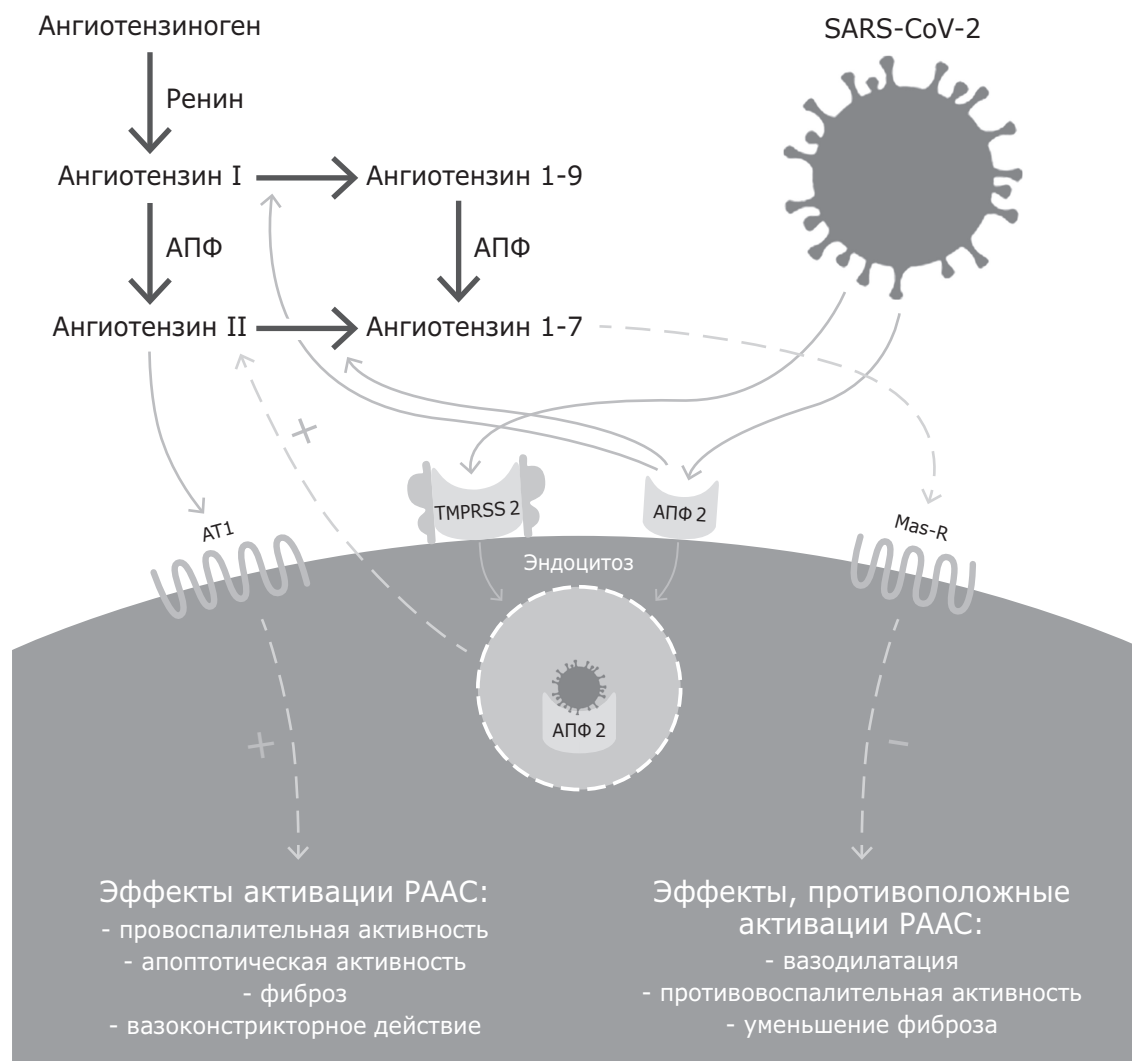 Ангиотензиноген
SARS-CoV-2
Ренин
Ангиотензин I
Ангиотензин 1-9
АПФ
АПФ
Ангиотензин II
Ангиотензин 1-7
+
AT1
TMPRSS 2
АПФ 2
Mas-R
Эндоцитоз
АПФ 2
+
–
Эффекты активации РААС:
- провоспалительная активность
- апоптотическая активность
- фиброз
- вазоконстрикторное действие
Эффекты, противоположные
активации РААС:
- вазодилатация
- противовоспалительная активность
- уменьшение фиброза